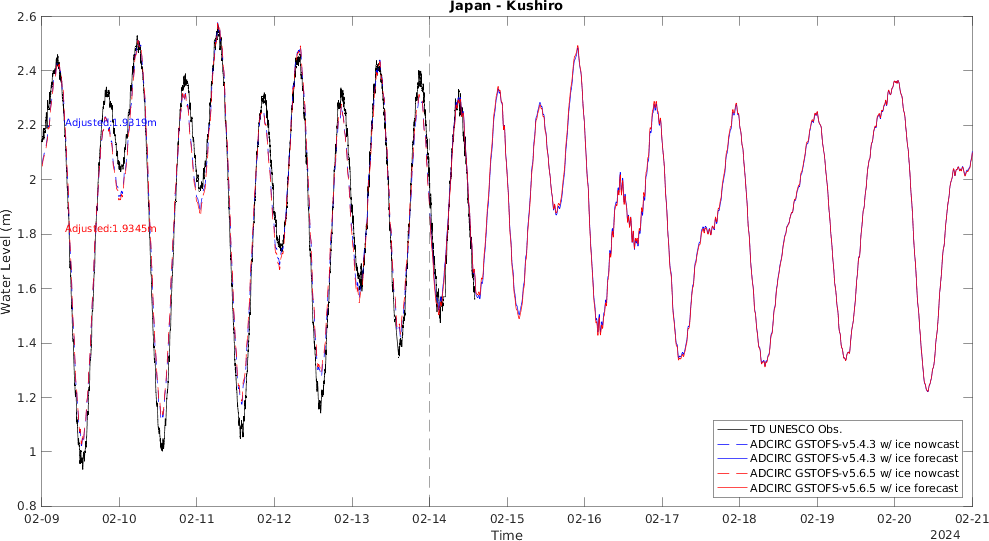 Japan - Kushiro
Water Level (m)
2.6
2.4
2.2
2
1.8
1.6
1.4
1.2
1
0.8
Adjusted:1.9319m
Adjusted:1.9345m
TD UNESCO Obs.
ADCIRC GSTOFS-v5.4.3 w/ ice nowcast
ADCIRC GSTOFS-v5.4.3 w/ ice forecast
ADCIRC GSTOFS-v5.6.5 w/ ice nowcast
ADCIRC GSTOFS-v5.6.5 w/ ice forecast
02-09 02-10 02-11 02-12 02-13 02-14 02-15 02-16 02-17 02-18 02-19 02-20 02-21
Time
2024